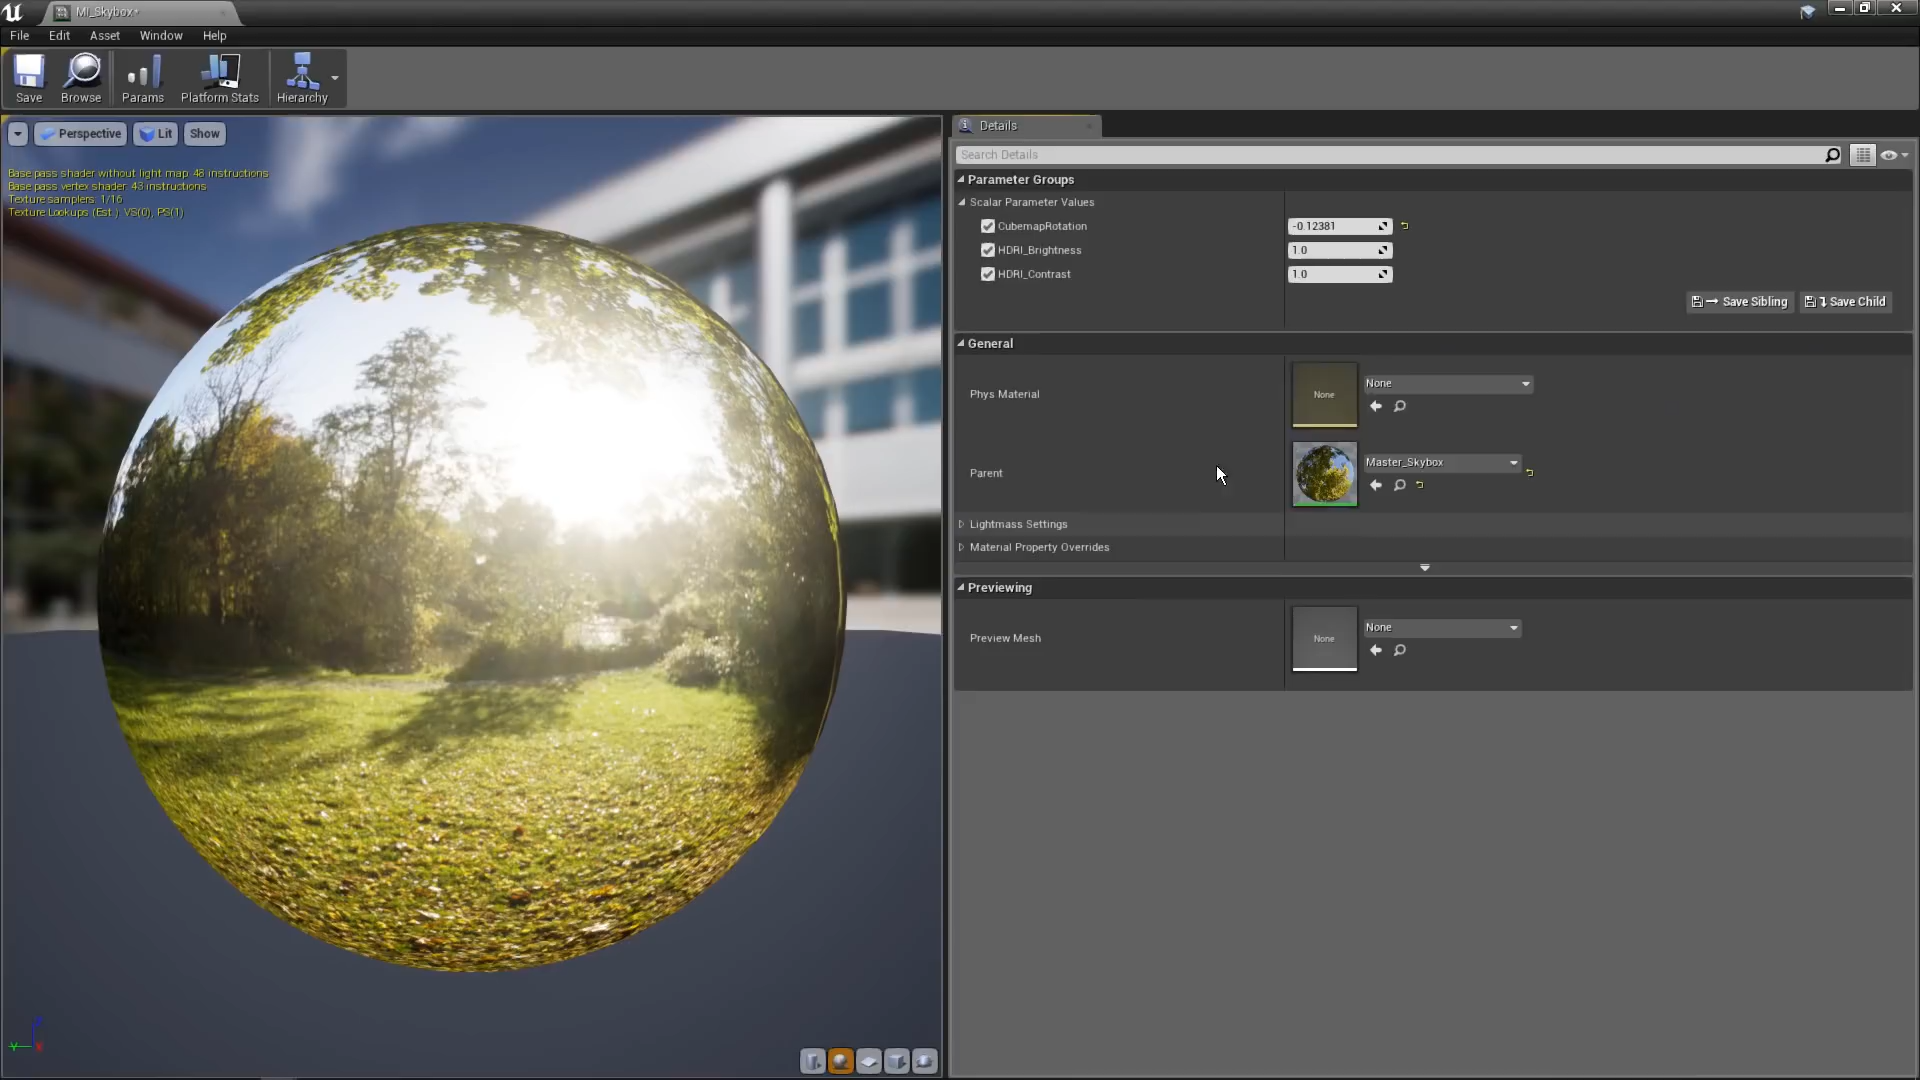 MI_Skybox*
File Edit Asset Window Help
Save Browse Params Platform Stats Hierarchy
Perspective Lit Show
Base pass shader without light map: 48 instructions
Base pass vertex shader: 43 instructions
Texture samplers: 1/16
Texture Lookups (Est.): VS(0), PS(1)
Details
Search Details
Parameter Groups
Scalar Parameter Values
CubemapRotation -0.12381
HDRI_Brightness 1.0
HDRI_Contrast 1.0
Save Sibling Save Child
General
Phys Material None None
Parent Master_Skybox
Lightmass Settings
Material Property Overrides
Previewing
Preview Mesh None None